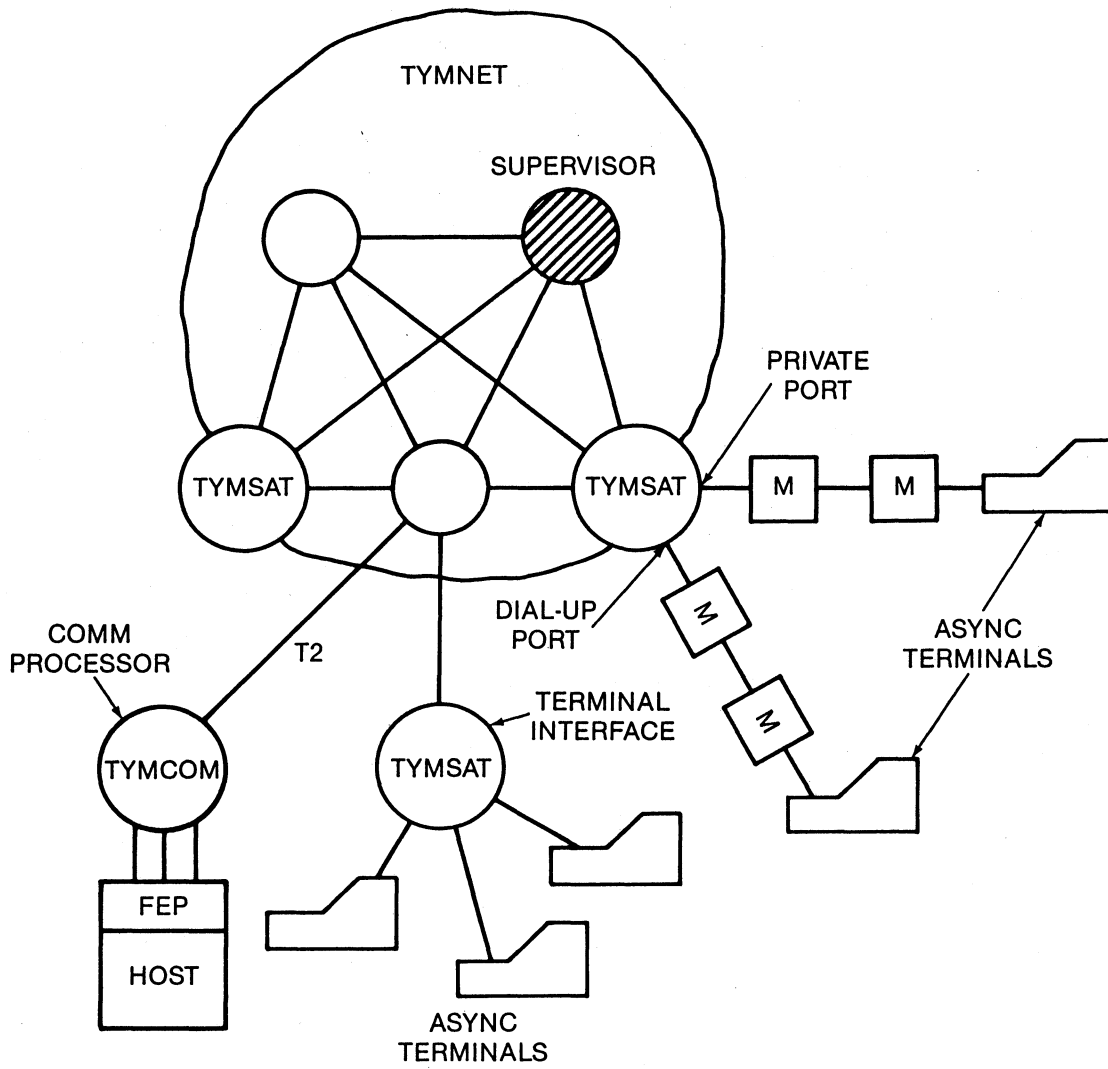 TYMNET
SUPERVISOR
PRIVATE
PORT
TYMSAT
TYMSAT
M
M
DIAL-UP
PORT
M
M
ASYNC
TERMINALS
COMM
PROCESSOR
T2
TERMINAL
INTERFACE
TYMCOM
TYMSAT
FEP
HOST
ASYNC
TERMINALS